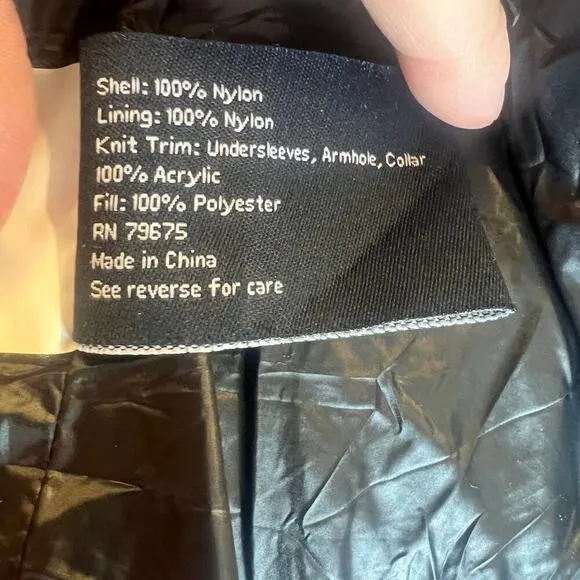 Shell: 100% Nylon
Lining: 100% Nylon
Knit Trim: Undersleeves, Armhole, Collar
100% Acrylic
Fill: 100% Polyester
RN 79675
Made in China
See reverse for care